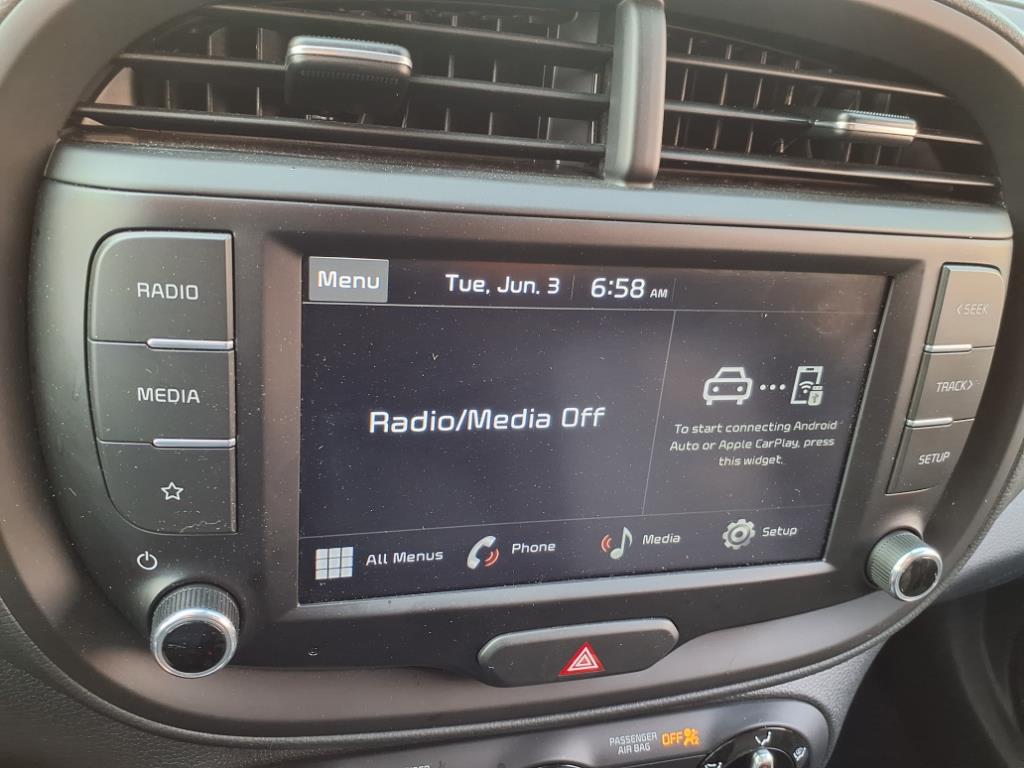 RADIO
MEDIA
Menu
Tue, Jun. 3
6:58 AM
Radio/Media Off
To start connecting Android
Auto or Apple CarPlay, press
this widget.
All Menus
Phone
Media
Setup
<SEEK
TRACK>
SETUP
PASSENGER
AIR BAG
OFF